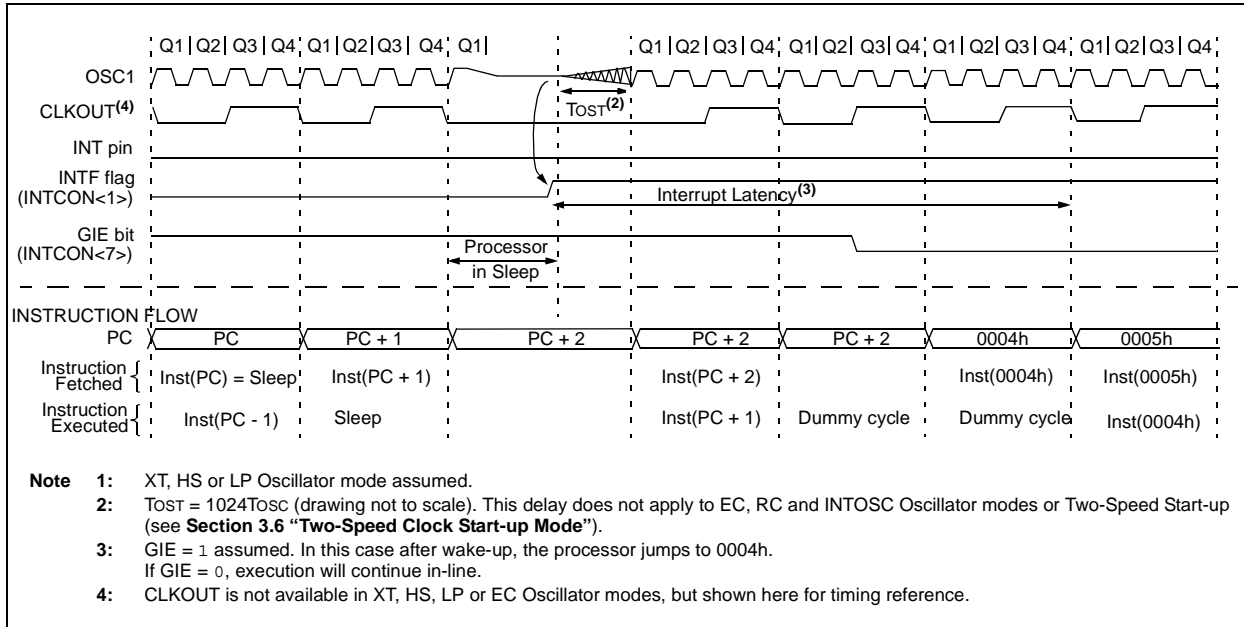 Q1 Q2 Q3 Q4 Q1 Q2 Q3 Q4 Q1 Q1 Q2 Q3 Q4 Q1 Q2 Q3 Q4 Q1 Q2 Q3 Q4 Q1 Q2 Q3 Q4
OSC1
CLKOUT(4)
TOST(2)
INT pin
INTF flag
(INTCON<1>)
Interrupt Latency(3)
GIE bit
(INTCON<7>)
Processor
in Sleep
INSTRUCTION FLOW
PC PC PC + 1 PC + 2 PC + 2 PC + 2 0004h 0005h
Instruction
Fetched { Inst(PC) = Sleep Inst(PC + 1) Inst(PC + 2) Inst(0004h) Inst(0005h)
Instruction
Executed { Inst(PC - 1) Sleep Inst(PC + 1) Dummy cycle Dummy cycle Inst(0004h)
Note 1: XT, HS or LP Oscillator mode assumed.
2: TOST = 1024TOSC (drawing not to scale). This delay does not apply to EC, RC and INTOSC Oscillator modes or Two-Speed Start-up
(see Section 3.6 “Two-Speed Clock Start-up Mode”).
3: GIE = 1 assumed. In this case after wake-up, the processor jumps to 0004h.
If GIE = 0, execution will continue in-line.
4: CLKOUT is not available in XT, HS, LP or EC Oscillator modes, but shown here for timing reference.